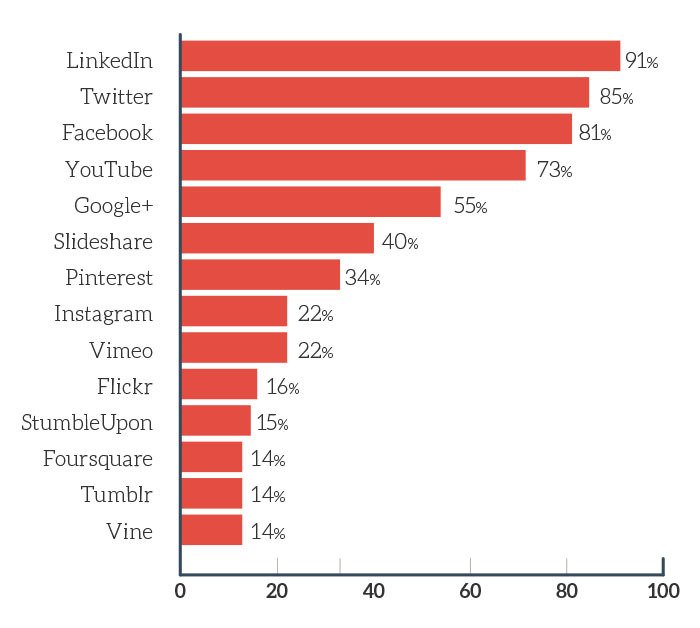 LinkedIn 91%
Twitter 85%
Facebook 81%
YouTube 73%
Google+ 55%
Slideshare 40%
Pinterest 34%
Instagram 22%
Vimeo 22%
Flickr 16%
StumbleUpon 15%
Foursquare 14%
Tumblr 14%
Vine 14%
0 20 40 60 80 100